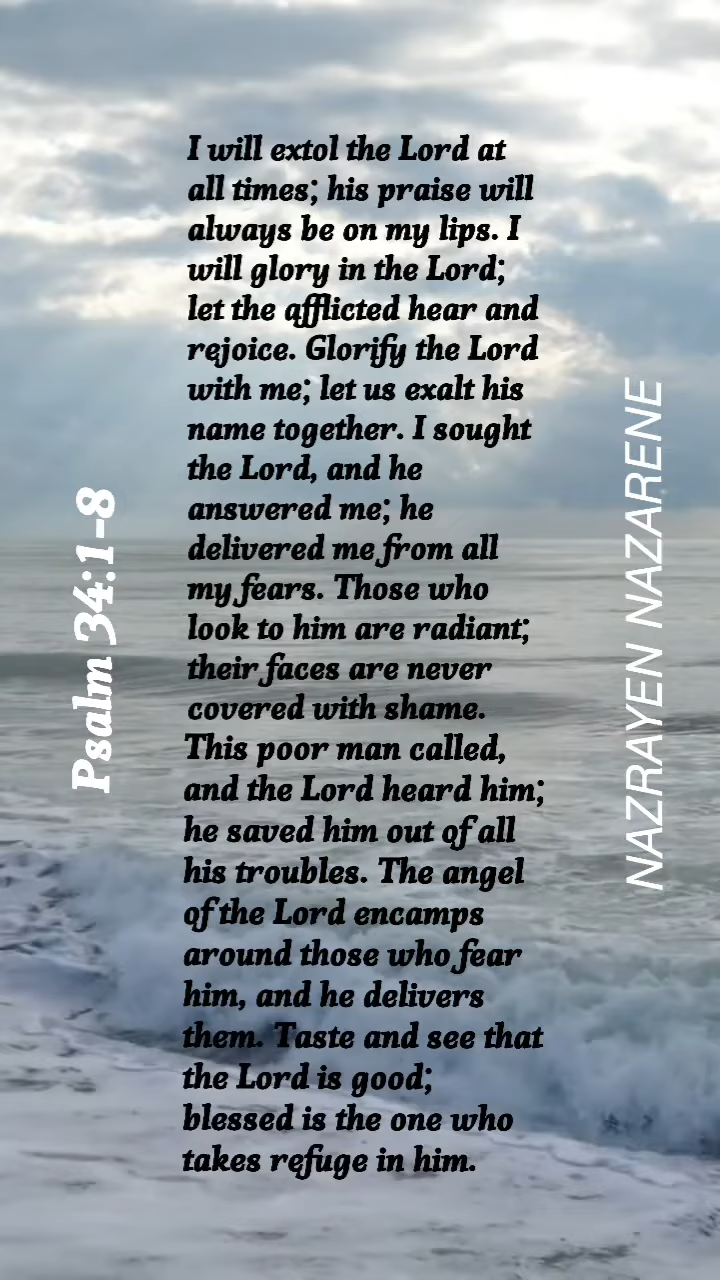 I will extol the Lord at
all times; his praise will
always be on my lips. I
will glory in the Lord;
let the afflicted hear and
rejoice. Glorify the Lord
with me; let us exalt his
name together. I sought
the Lord, and he
answered me; he
delivered me from all
my fears. Those who
look to him are radiant;
their faces are never
covered with shame.
This poor man called,
and the Lord heard him;
he saved him out of all
his troubles. The angel
of the Lord encamps
around those who fear
him, and he delivers
them. Taste and see that
the Lord is good;
blessed is the one who
takes refuge in him.
Psalm 34:1-8
NAZRAYEN NAZARENE